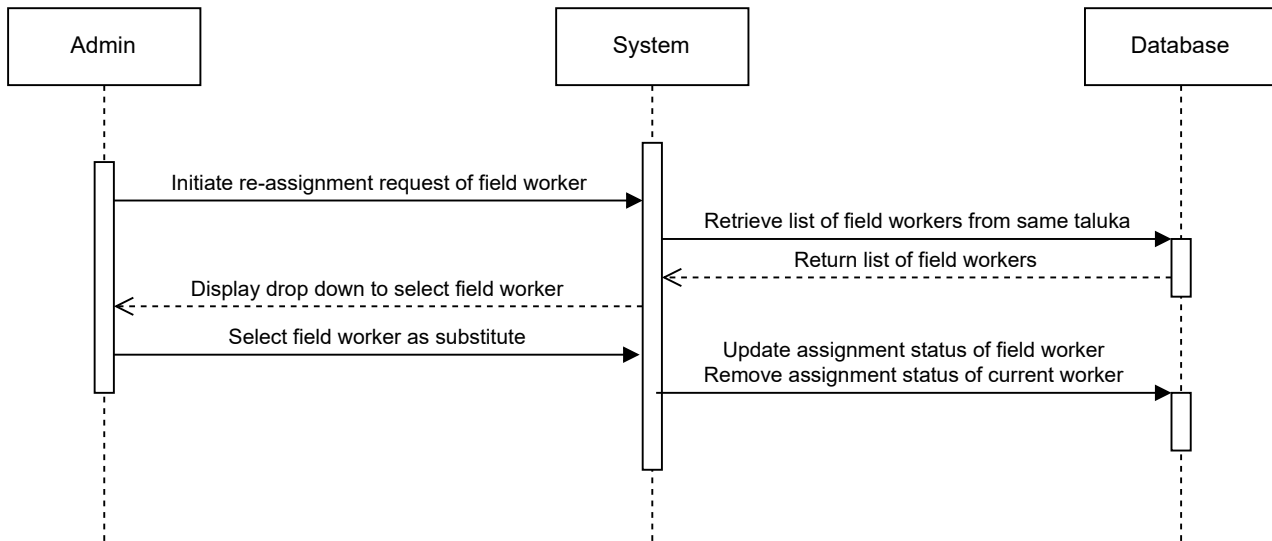 Admin
System
Database
Initiate re-assignment request of field worker
Retrieve list of field workers from same taluka
Return list of field workers
Display drop down to select field worker
Select field worker as substitute
Update assignment status of field worker
Remove assignment status of current worker